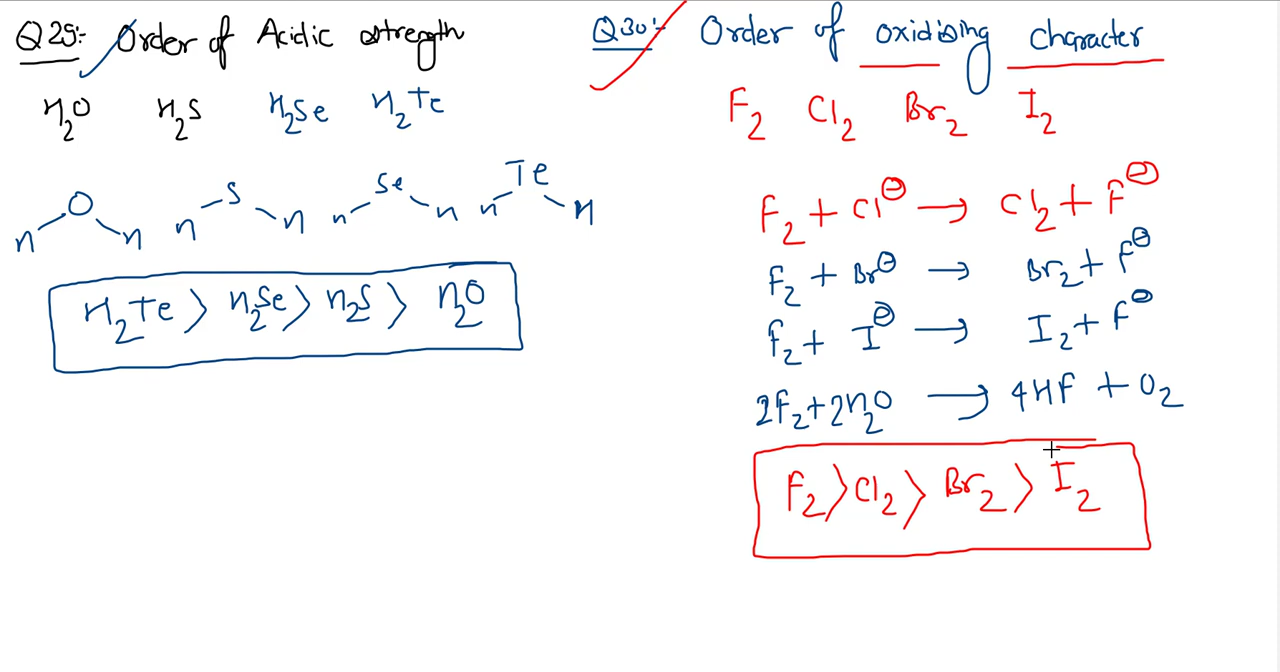 Q29:- Order of Acidic strength
H₂O H₂S H₂Se H₂Te
H O H H S H H Se H H Te H
H₂Te > H₂Se > H₂S > H₂O
Q30:- Order of oxidising character
F₂ Cl₂ Br₂ I₂
F₂ + Cl⊖ → Cl₂ + F⊖
F₂ + Br⊖ → Br₂ + F⊖
F₂ + I⊖ → I₂ + F⊖
2F₂ + 2H₂O → 4HF + O₂
F₂ > Cl₂ > Br₂ > I₂